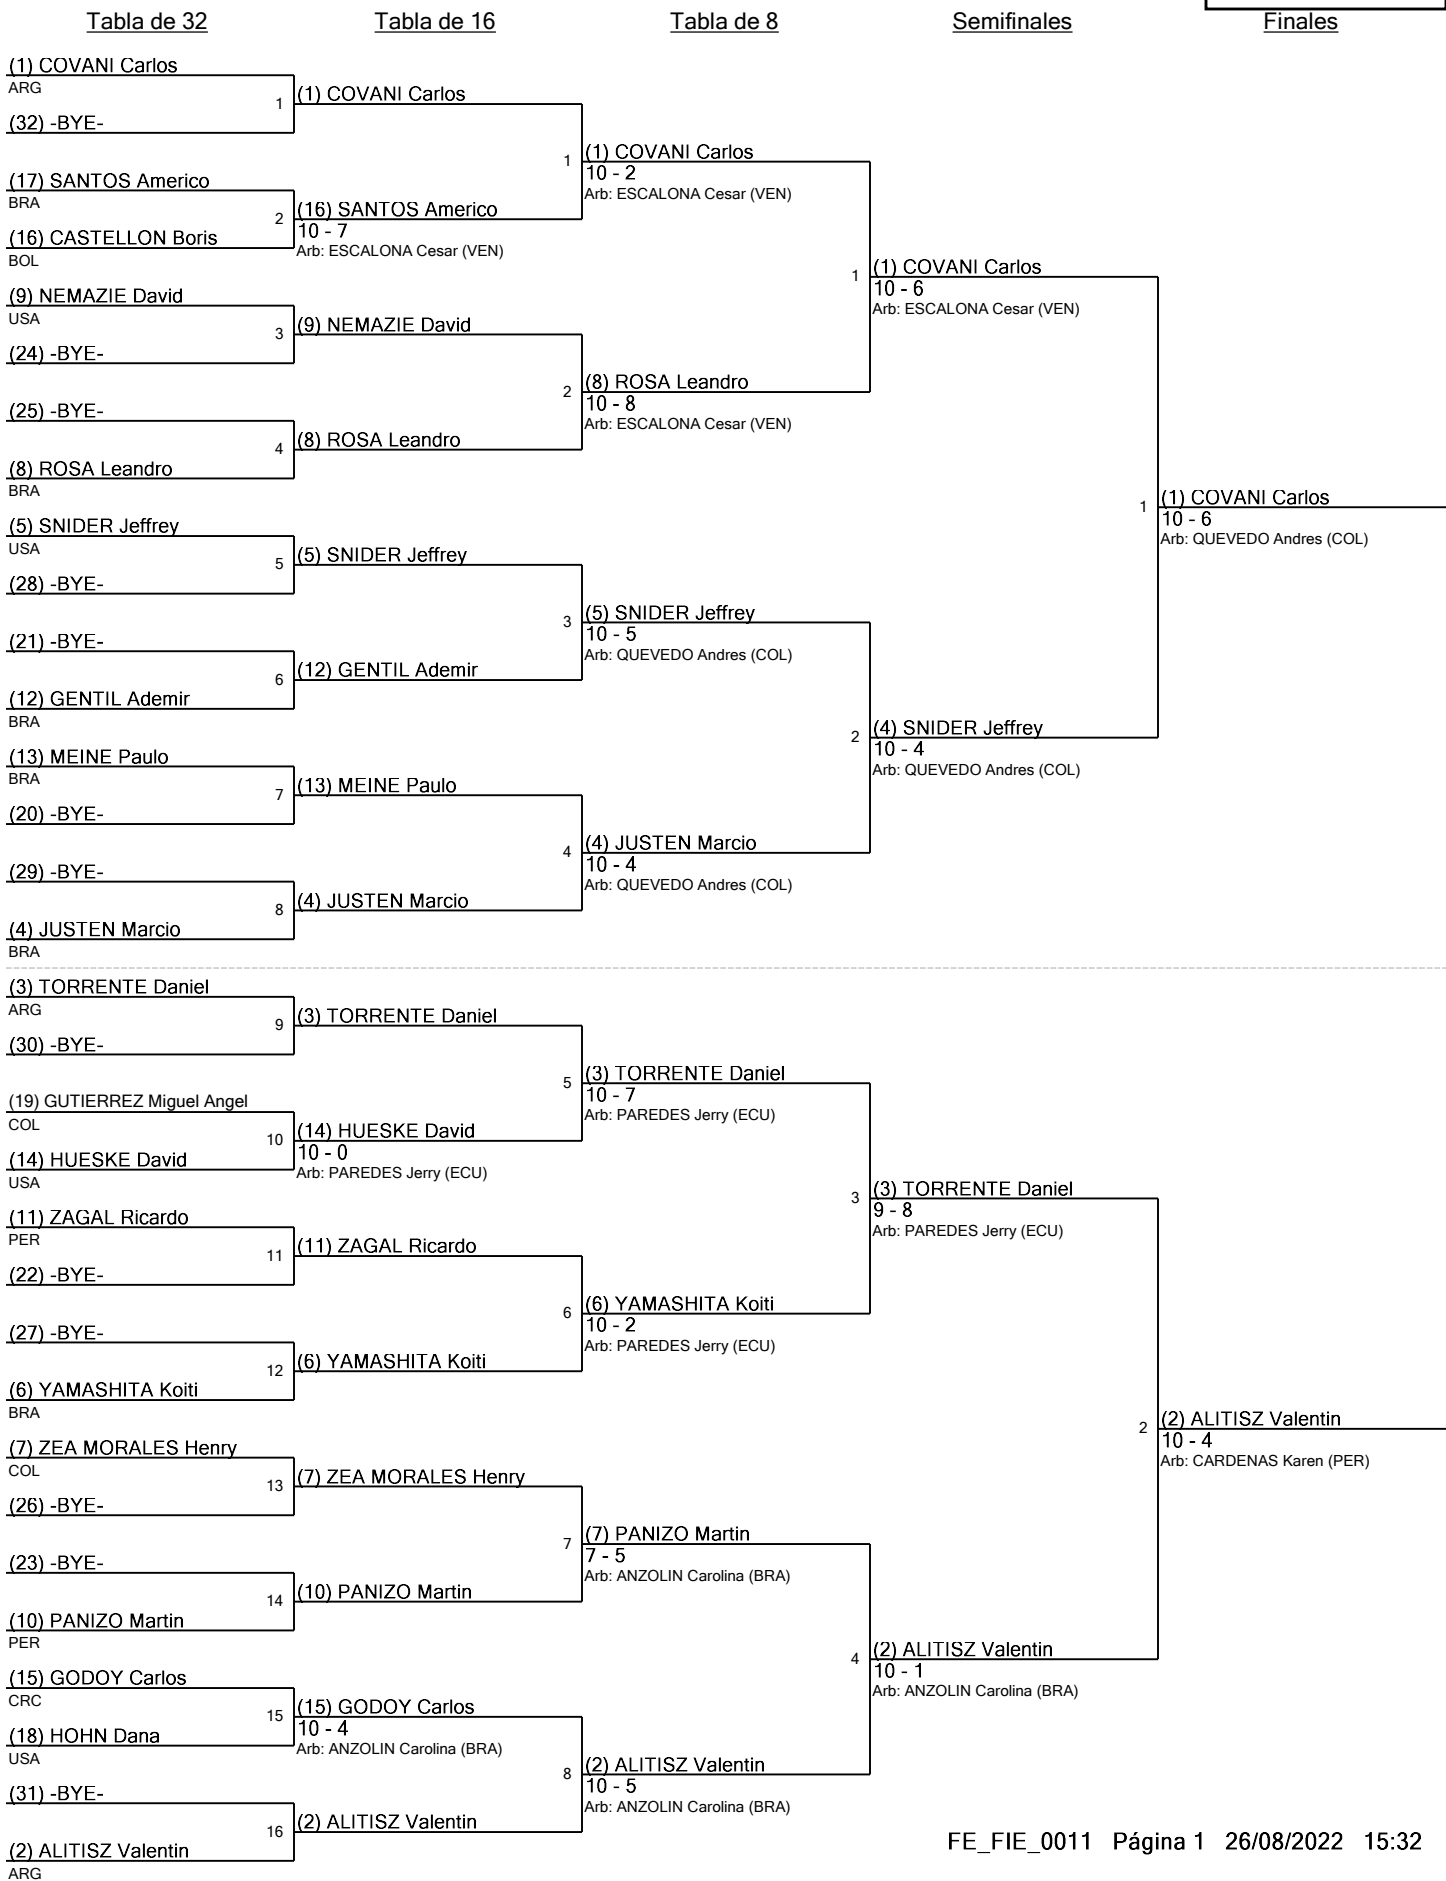 Tabla de 32
Tabla de 16
Tabla de 8
Semifinales
Finales
(1) COVANI Carlos
ARG
(32) -BYE-
(17) SANTOS Americo
BRA
(16) CASTELLON Boris
BOL
(9) NEMAZIE David
USA
(24) -BYE-
(25) -BYE-
(8) ROSA Leandro
BRA
(5) SNIDER Jeffrey
USA
(28) -BYE-
(21) -BYE-
(12) GENTIL Ademir
BRA
(13) MEINE Paulo
BRA
(20) -BYE-
(29) -BYE-
(4) JUSTEN Marcio
BRA
(3) TORRENTE Daniel
ARG
(30) -BYE-
(19) GUTIERREZ Miguel Angel
COL
(14) HUESKE David
USA
(11) ZAGAL Ricardo
PER
(22) -BYE-
(27) -BYE-
(6) YAMASHITA Koiti
BRA
(7) ZEA MORALES Henry
COL
(26) -BYE-
(23) -BYE-
(10) PANIZO Martin
PER
(15) GODOY Carlos
CRC
(18) HOHN Dana
USA
(31) -BYE-
(2) ALITISZ Valentin
ARG
1
(1) COVANI Carlos
2
(16) SANTOS Americo
10 - 7
Arb: ESCALONA Cesar (VEN)
3
(9) NEMAZIE David
4
(8) ROSA Leandro
5
(5) SNIDER Jeffrey
6
(12) GENTIL Ademir
7
(13) MEINE Paulo
8
(4) JUSTEN Marcio
9
(3) TORRENTE Daniel
10
(14) HUESKE David
10 - 0
Arb: PAREDES Jerry (ECU)
11
(11) ZAGAL Ricardo
12
(6) YAMASHITA Koiti
13
(7) ZEA MORALES Henry
14
(10) PANIZO Martin
15
(15) GODOY Carlos
10 - 4
Arb: ANZOLIN Carolina (BRA)
16
(2) ALITISZ Valentin
1
(1) COVANI Carlos
10 - 2
Arb: ESCALONA Cesar (VEN)
2
(8) ROSA Leandro
10 - 8
Arb: ESCALONA Cesar (VEN)
3
(5) SNIDER Jeffrey
10 - 5
Arb: QUEVEDO Andres (COL)
4
(4) JUSTEN Marcio
10 - 4
Arb: QUEVEDO Andres (COL)
5
(3) TORRENTE Daniel
10 - 7
Arb: PAREDES Jerry (ECU)
6
(6) YAMASHITA Koiti
10 - 2
Arb: PAREDES Jerry (ECU)
7
(7) PANIZO Martin
7 - 5
Arb: ANZOLIN Carolina (BRA)
8
(2) ALITISZ Valentin
10 - 5
Arb: ANZOLIN Carolina (BRA)
1
(1) COVANI Carlos
10 - 6
Arb: ESCALONA Cesar (VEN)
2
(4) SNIDER Jeffrey
10 - 4
Arb: QUEVEDO Andres (COL)
3
(3) TORRENTE Daniel
9 - 8
Arb: PAREDES Jerry (ECU)
4
(2) ALITISZ Valentin
10 - 1
Arb: ANZOLIN Carolina (BRA)
1
(1) COVANI Carlos
10 - 6
Arb: QUEVEDO Andres (COL)
2
(2) ALITISZ Valentin
10 - 4
Arb: CARDENAS Karen (PER)
FE_FIE_0011 Página 1 26/08/2022 15:32